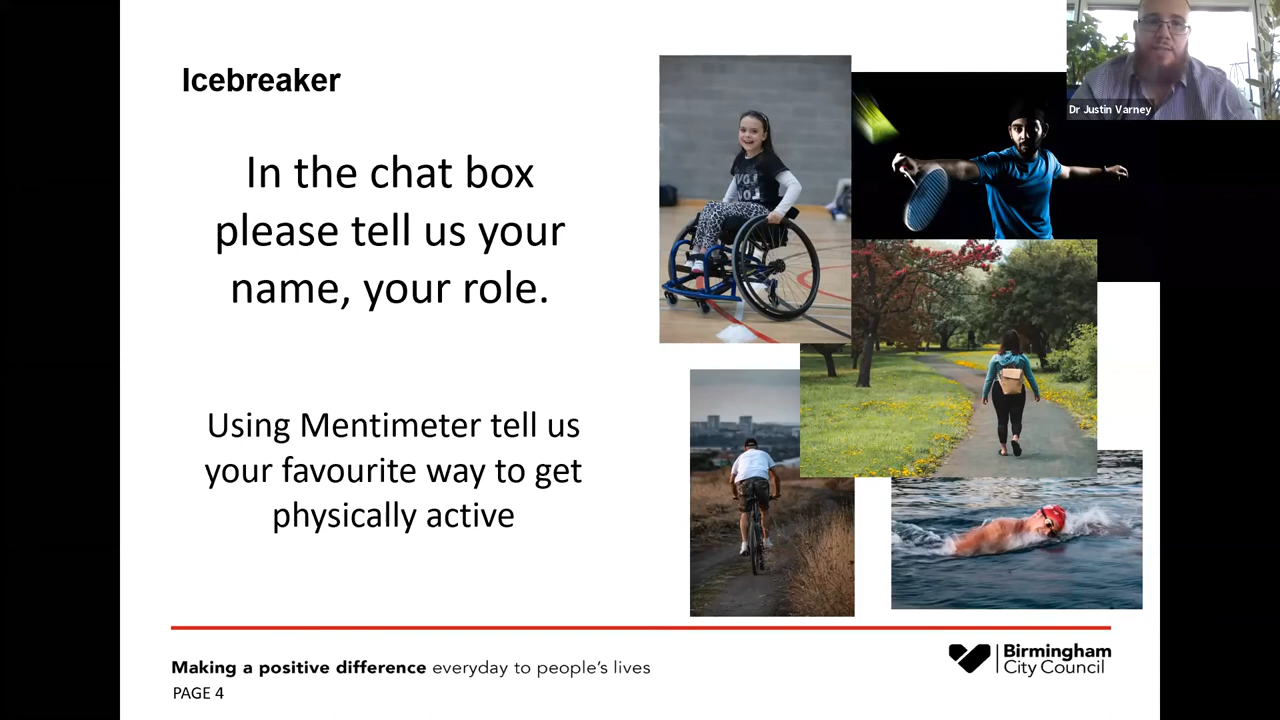 Icebreaker
In the chat box
please tell us your
name, your role.
Using Mentimeter tell us
your favourite way to get
physically active
Dr Justin Varney
Making a positive difference everyday to people's lives
PAGE 4
Birmingham
City Council